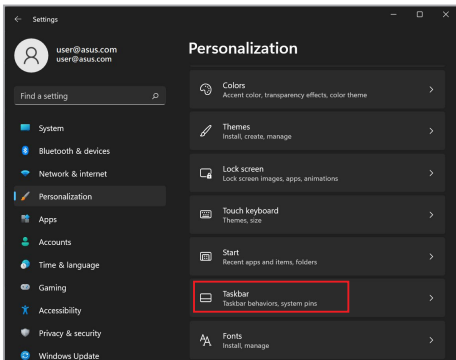 Settings
user@asus.com
user@asus.com
Find a setting
System
Bluetooth & devices
Network & internet
Personalization
Apps
Accounts
Time & language
Gaming
Accessibility
Privacy & security
Windows Update
Personalization
Colors
Accent color, transparency effects, color theme
Themes
Install, create, manage
Lock screen
Lock screen images, apps, animations
Touch keyboard
Themes, size
Start
Recent apps and items, folders
Taskbar
Taskbar behaviors, system pins
Fonts
Install, manage